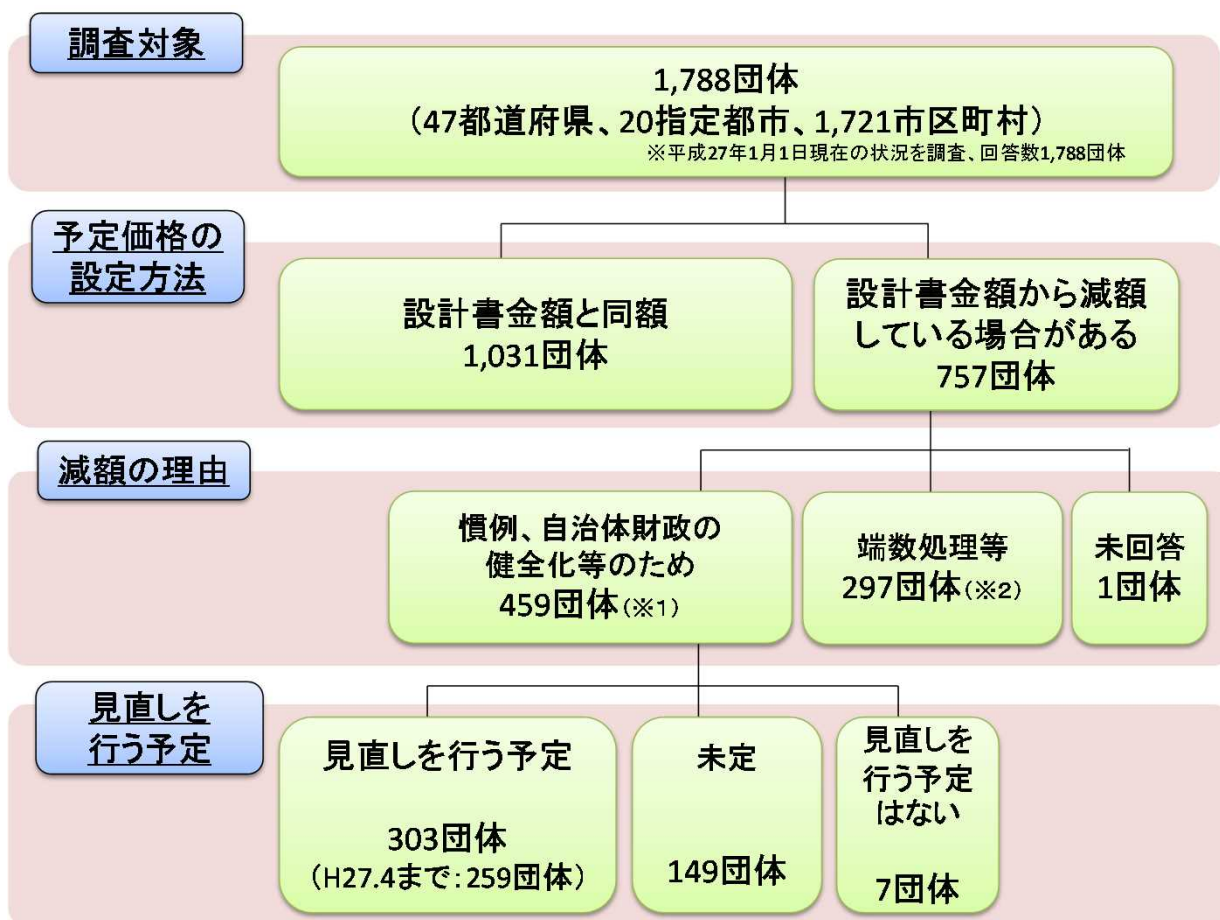 調査対象
1,788団体
（47都道府県、20指定都市、1,721市区町村）
※平成27年1月1日現在の状況を調査、回答数1,788団体
予定価格の
設定方法
設計書金額と同額
1,031団体
設計書金額から減額
している場合がある
757団体
減額の理由
慣例、自治体財政の
健全化等のため
459団体(※1)
端数処理等
297団体(※2)
未回答
1団体
見直しを
行う予定
見直しを行う予定
303団体
（H27.4まで：259団体）
未定
149団体
見直しを
行う予定
はない
7団体